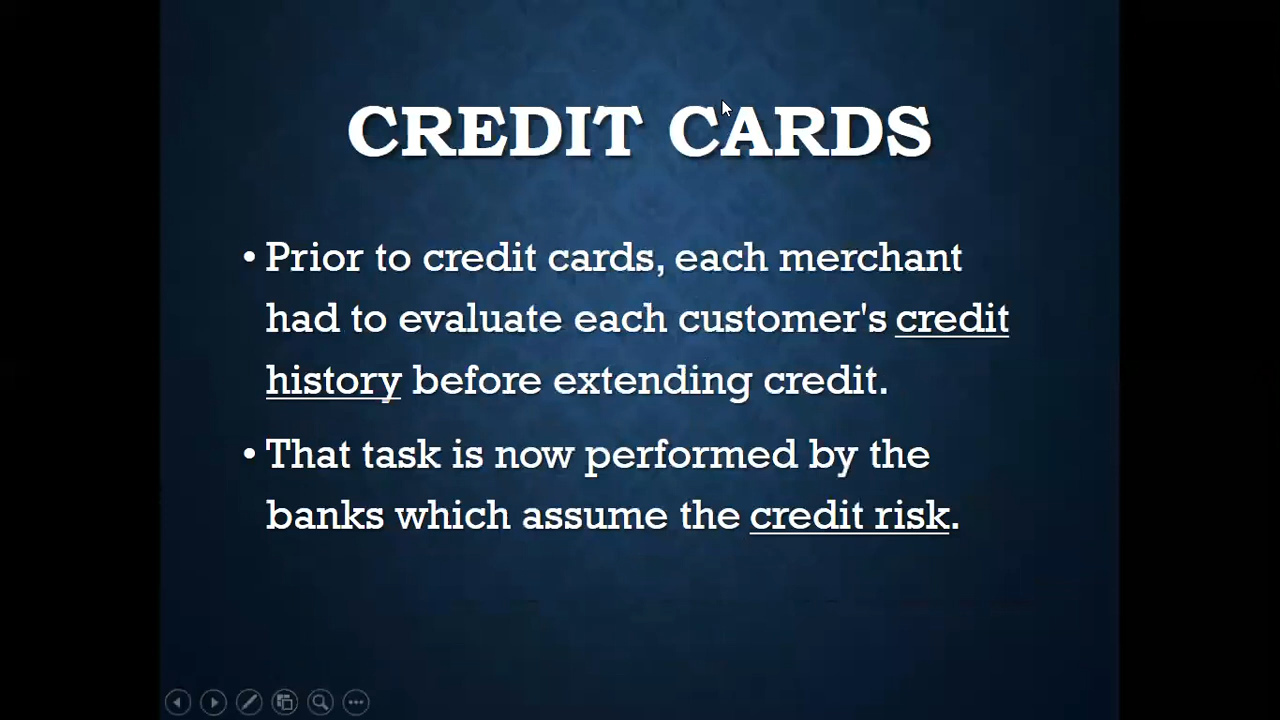 CREDIT CARDS
• Prior to credit cards, each merchant
had to evaluate each customer's credit
history before extending credit.
• That task is now performed by the
banks which assume the credit risk.